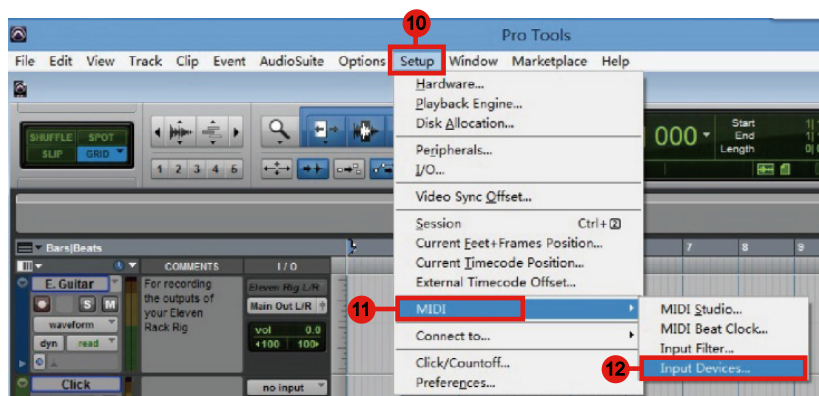 10
Pro Tools
File Edit View Track Clip Event AudioSuite Options Setup Window Marketplace Help
Hardware...
Playback Engine...
Disk Allocation...
Peripherals...
I/O...
Video Sync Offset...
Session Ctrl+2
Current Feet+Frames Position...
Current Timecode Position...
External Timecode Offset...
11 MIDI
Connect to...
Click/Countoff...
Preferences...
MIDI Studio...
MIDI Beat Clock...
Input Filter...
12 Input Devices...
SHUFFLE SPOT
SLIP GRID
1 2 3 4 5
000
Start
End
Length
Bars|Beats
7 8 9
COMMENTS I/O
E. Guitar
S M
waveform
dyn read
For recording
the outputs of
your Eleven
Rack Rig
Eleven Rig L/R
Main Out L/R
vol 0.0
100 100
Click
no input